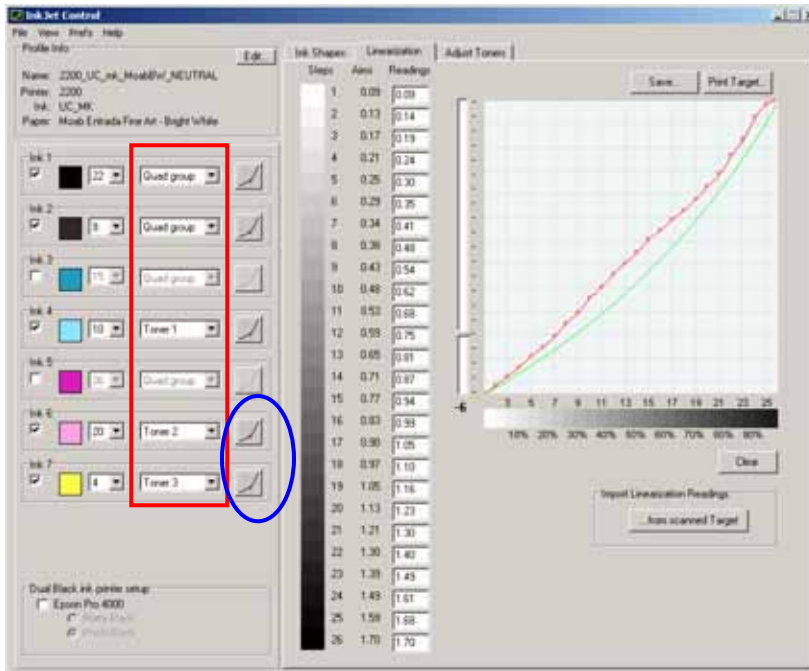 InkJet Control
File View Prefs Help
Profile Info
Edit...
Name: 2200_UC_mk_MoabBW_NEUTRAL
Printer: 2200
Ink: UC_MK
Paper: Moab Entrada Fine Art - Bright White
Ink 1
22 Quad group
Ink 2
9 Quad group
Ink 3
15 Quad group
Ink 4
10 Toner 1
Ink 5
Quad group
Ink 6
20 Toner 2
Ink 7
4 Toner 3
Dual Black ink printer setup
Epson Pro 4000
Matte Black
Photo Black
Ink Shapes Linearization Adjust Toners
Steps Aims Readings
1 0.09 0.09
2 0.13 0.14
3 0.17 0.19
4 0.21 0.24
5 0.25 0.30
6 0.29 0.35
7 0.34 0.41
8 0.38 0.48
9 0.43 0.54
10 0.48 0.62
11 0.53 0.68
12 0.59 0.75
13 0.65 0.81
14 0.71 0.87
15 0.77 0.94
16 0.83 0.99
17 0.90 1.05
18 0.97 1.10
19 1.05 1.16
20 1.13 1.23
21 1.21 1.30
22 1.30 1.40
23 1.39 1.49
24 1.49 1.61
25 1.59 1.68
26 1.70 1.70
Save... Print Target...
-6
3 5 7 9 11 13 15 17 19 21 23 25
10% 20% 30% 40% 50% 60% 70% 80% 90%
Clear
Import Linearization Readings:
...from scanned Target